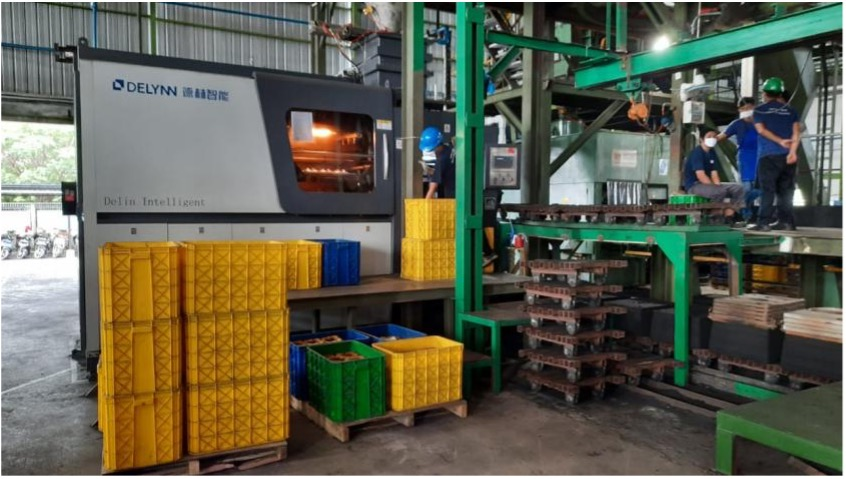 DELYNN 德林智能
Delin Intelligent